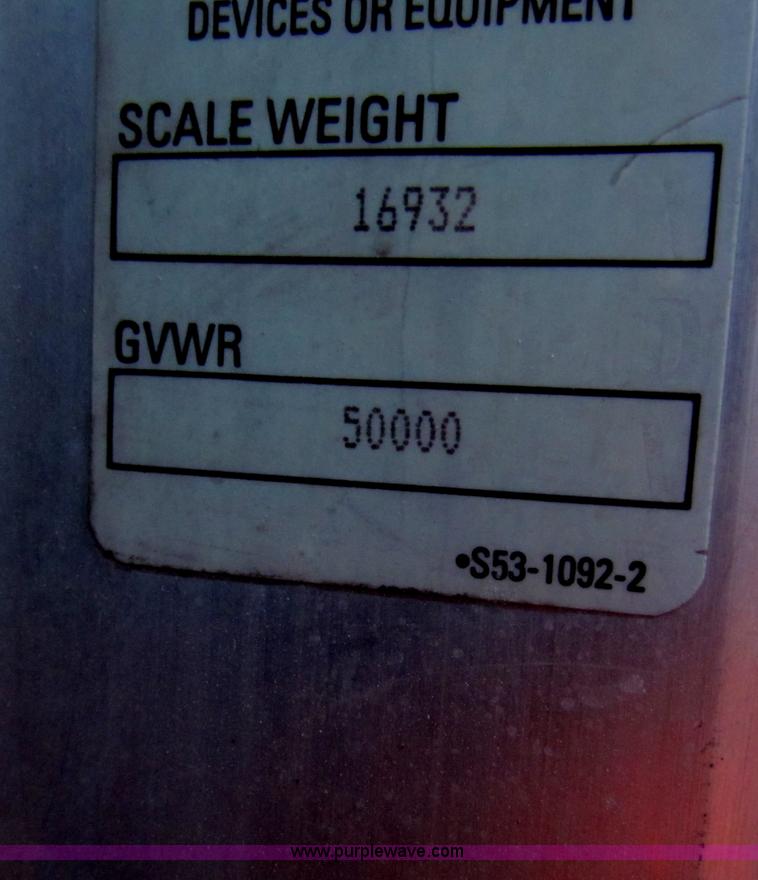 DEVICES OR EQUIPMENT
SCALE WEIGHT
16932
GVWR
50000
•S53-1092-2
www.purplewave.com